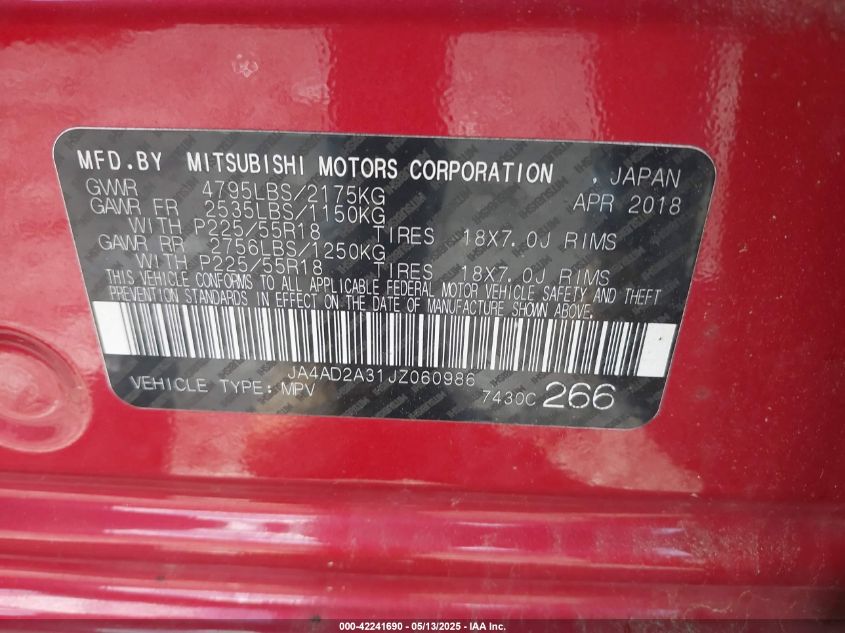 MFD.BY MITSUBISHI MOTORS CORPORATION , JAPAN
GVWR 4795LBS/2175KG APR 2018
GAWR FR 2535LBS/1150KG
WITH P225/55R18 TIRES 18X7.0J RIMS
GAWR RR 2756LBS/1250KG
WITH P225/55R18 TIRES 18X7.0J RIMS
THIS VEHICLE CONFORMS TO ALL APPLICABLE FEDERAL MOTOR VEHICLE SAFETY AND THEFT
PREVENTION STANDARDS IN EFFECT ON THE DATE OF MANUFACTURE SHOWN ABOVE.
JA4AD2A31JZ060986
VEHICLE TYPE: MPV 7430C 266
000-42241690 - 05/13/2025 - IAA Inc.